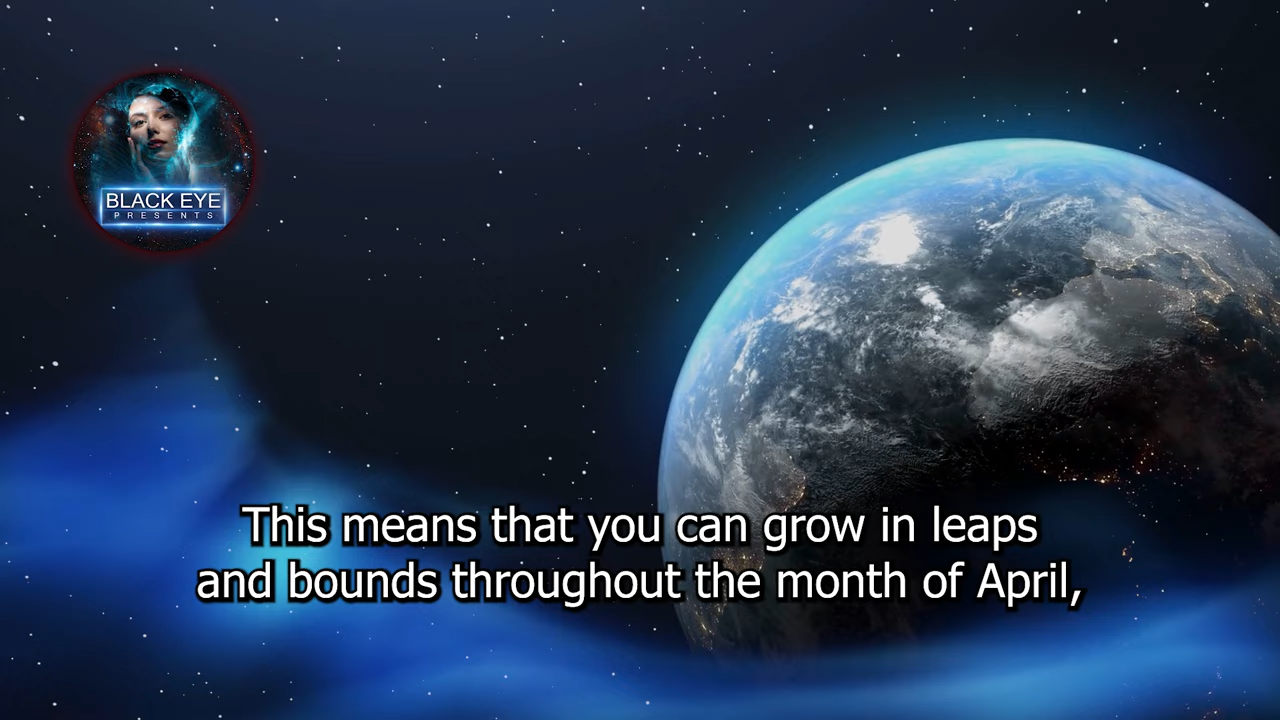 BLACK EYE
PRESENTS
This means that you can grow in leaps
and bounds throughout the month of April,